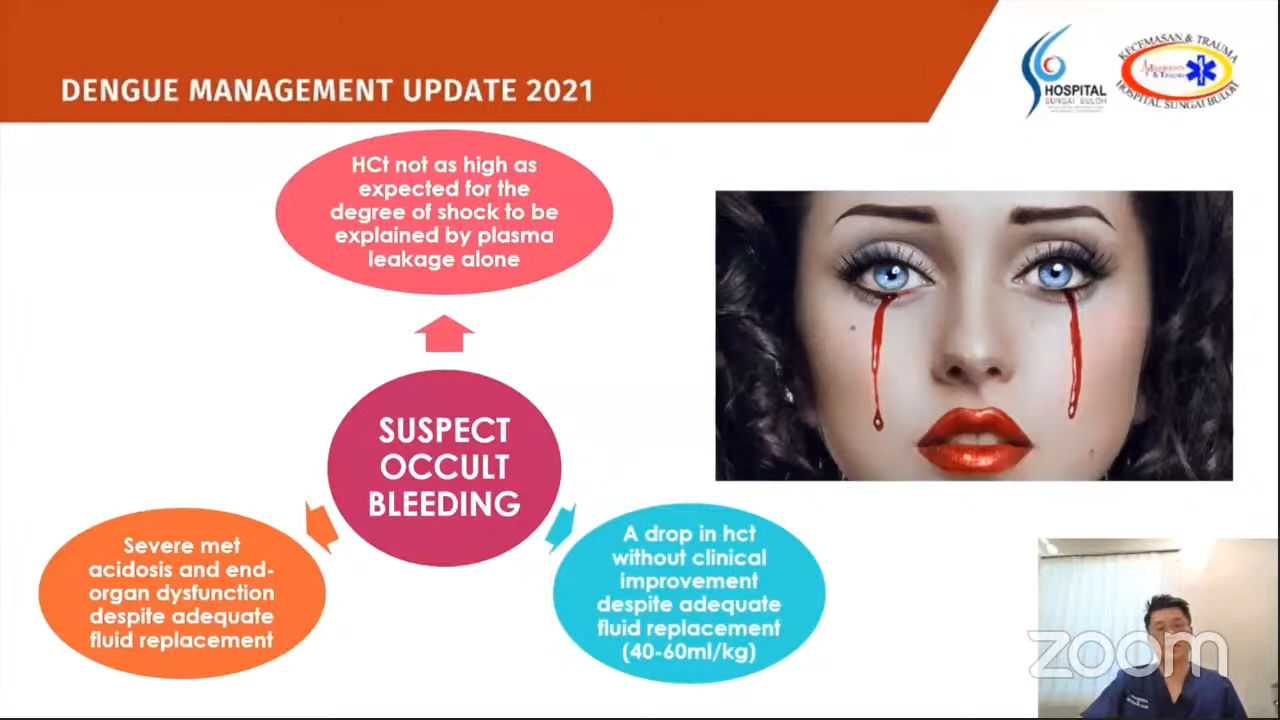 DENGUE MANAGEMENT UPDATE 2021
HOSPITAL
SUNGAI BULOH
KECEMASAN & TRAUMA
HOSPITAL SUNGAI BULOH
HCt not as high as
expected for the
degree of shock to be
explained by plasma
leakage alone
SUSPECT
OCCULT
BLEEDING
Severe met
acidosis and end-
organ dysfunction
despite adequate
fluid replacement
A drop in hct
without clinical
improvement
despite adequate
fluid replacement
(40-60ml/kg)
zoom